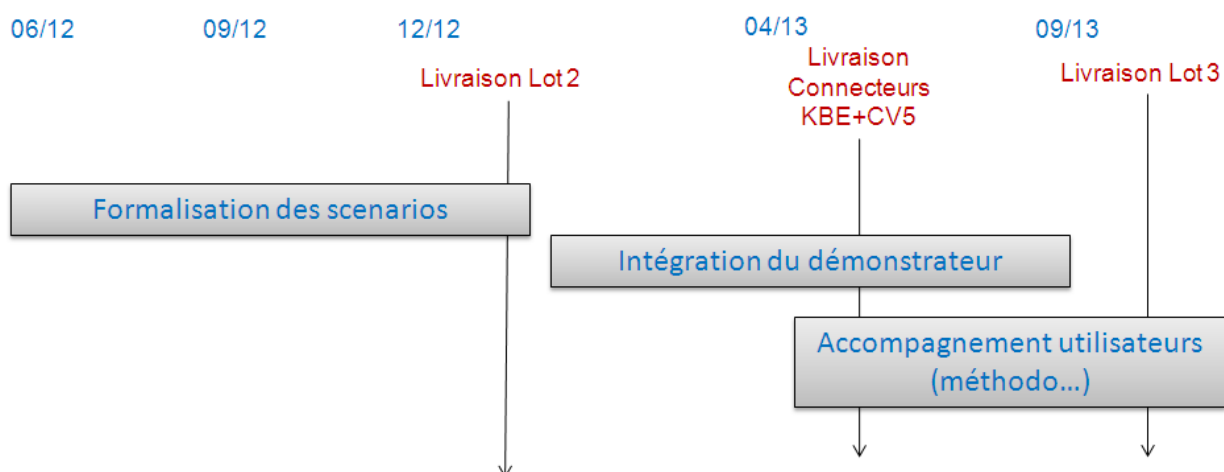 06/12
09/12
12/12
04/13
09/13
Livraison Lot 2
Livraison
Connecteurs
KBE+CV5
Livraison Lot 3
Formalisation des scenarios
Intégration du démonstrateur
Accompagnement utilisateurs
(méthodo...)